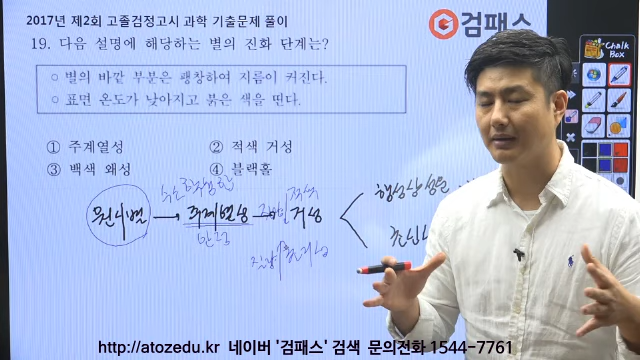 2017년 제2회 고졸검정고시 과학 기출문제 풀이
검패스
19. 다음 설명에 해당하는 별의 진화 단계는?
○ 별의 바깥 부분은 팽창하여 지름이 커진다.
○ 표면 온도가 낮아지고 붉은 색을 띤다.
① 주계열성
② 적색 거성
③ 백색 왜성
④ 블랙홀
Chalk Box
원시별 → 주계열성 → 거성
적색
행성상 성운
http://atozedu.kr 네이버 '검패스' 검색 문의전화 1544-7761